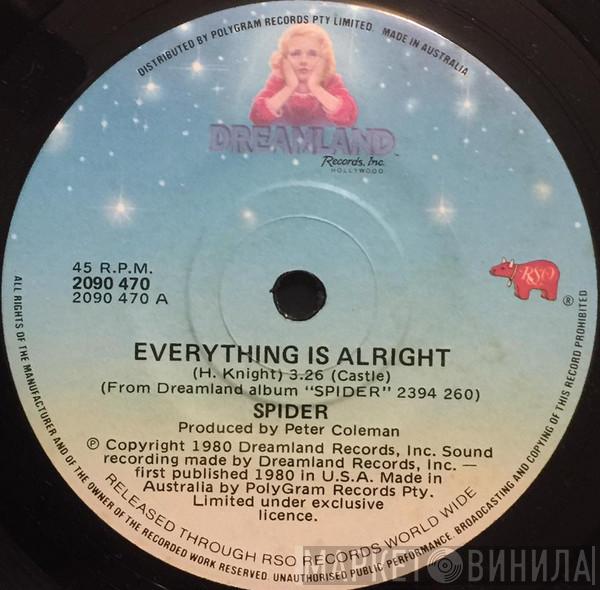 DISTRIBUTED BY POLYGRAM RECORDS PTY LIMITED. MADE IN AUSTRALIA
DREAMLAND
Records, Inc.
HOLLYWOOD
45 R.P.M.
2090 470
2090 470 A
RSO
®
EVERYTHING IS ALRIGHT
(H. Knight) 3.26 (Castle)
(From Dreamland album "SPIDER" 2394 260)
SPIDER
Produced by Peter Coleman
℗ Copyright 1980 Dreamland Records, Inc. Sound
recording made by Dreamland Records, Inc. —
first published 1980 in U.S.A. Made in
Australia by PolyGram Records Pty.
Limited under exclusive
licence.
RELEASED THROUGH RSO RECORDS WORLD WIDE
ALL RIGHTS OF THE MANUFACTURER AND OF THE OWNER OF THE RECORDED WORK RESERVED. UNAUTHORISED PUBLIC PERFORMANCE, BROADCASTING AND COPYING OF THIS RECORD PROHIBITED
МАРКЕТ ВИНИЛА